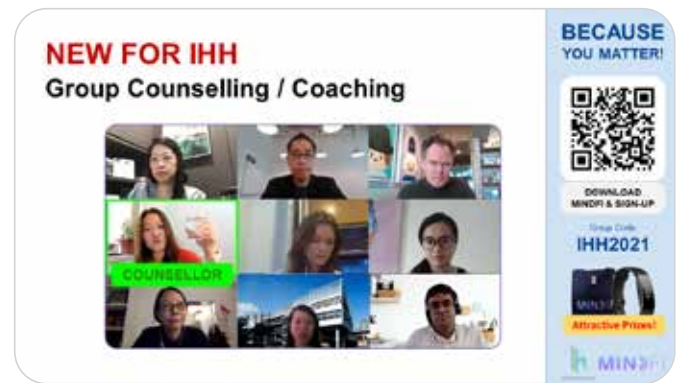 NEW FOR IHH
Group Counselling / Coaching
COUNSELLOR
BECAUSE
YOU MATTER!
DOWNLOAD
MINDFI & SIGN-UP
Group Code
IHH2021
MINDFI
Attractive Prizes!
MINDFI